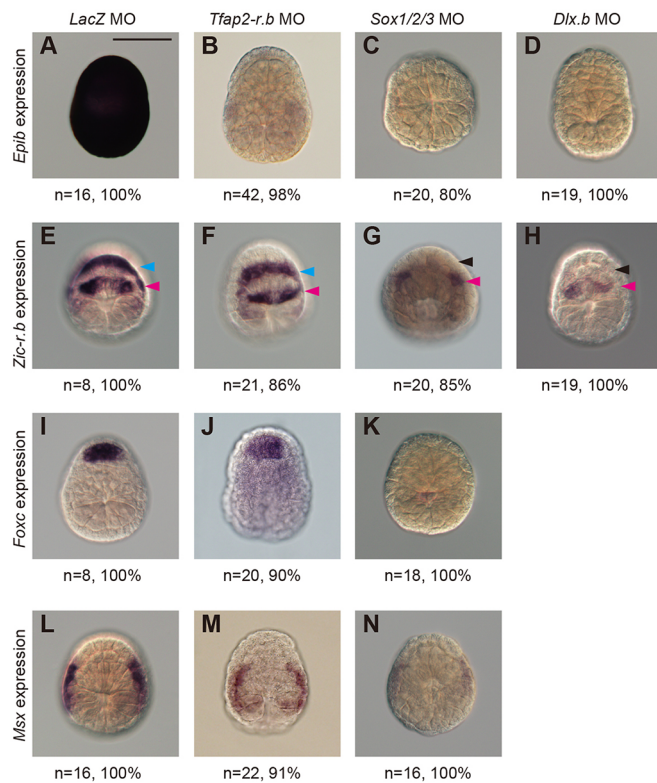 LacZ MO Tfap2-r.b MO Sox1/2/3 MO Dlx.b MO
Epib expression
A B C D
n=16, 100% n=42, 98% n=20, 80% n=19, 100%
Zic-r.b expression
E F G H
n=8, 100% n=21, 86% n=20, 85% n=19, 100%
Foxc expression
I J K
n=8, 100% n=20, 90% n=18, 100%
Msx expression
L M N
n=16, 100% n=22, 91% n=16, 100%